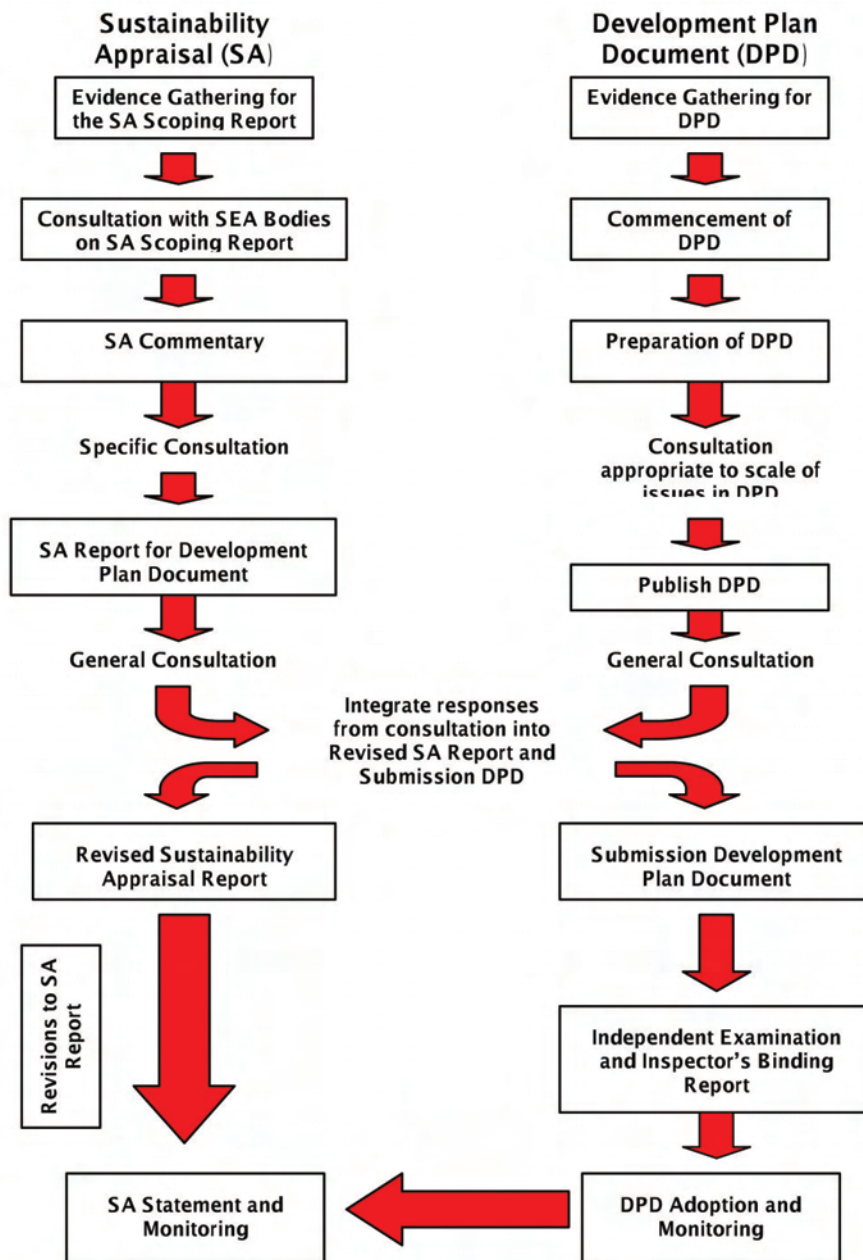 Sustainability
Appraisal (SA)
Evidence Gathering for
the SA Scoping Report
Consultation with SEA Bodies
on SA Scoping Report
SA Commentary
Specific Consultation
SA Report for Development
Plan Document
General Consultation
Development Plan
Document (DPD)
Evidence Gathering for
DPD
Commencement of
DPD
Preparation of DPD
Consultation
appropriate to scale of
issues in DPD
Publish DPD
General Consultation
Integrate responses
from consultation into
Revised SA Report and
Submission DPD
Revised Sustainability
Appraisal Report
Revisions to SA
Report
SA Statement and
Monitoring
Submission Development
Plan Document
Independent Examination
and Inspector’s Binding
Report
DPD Adoption and
Monitoring